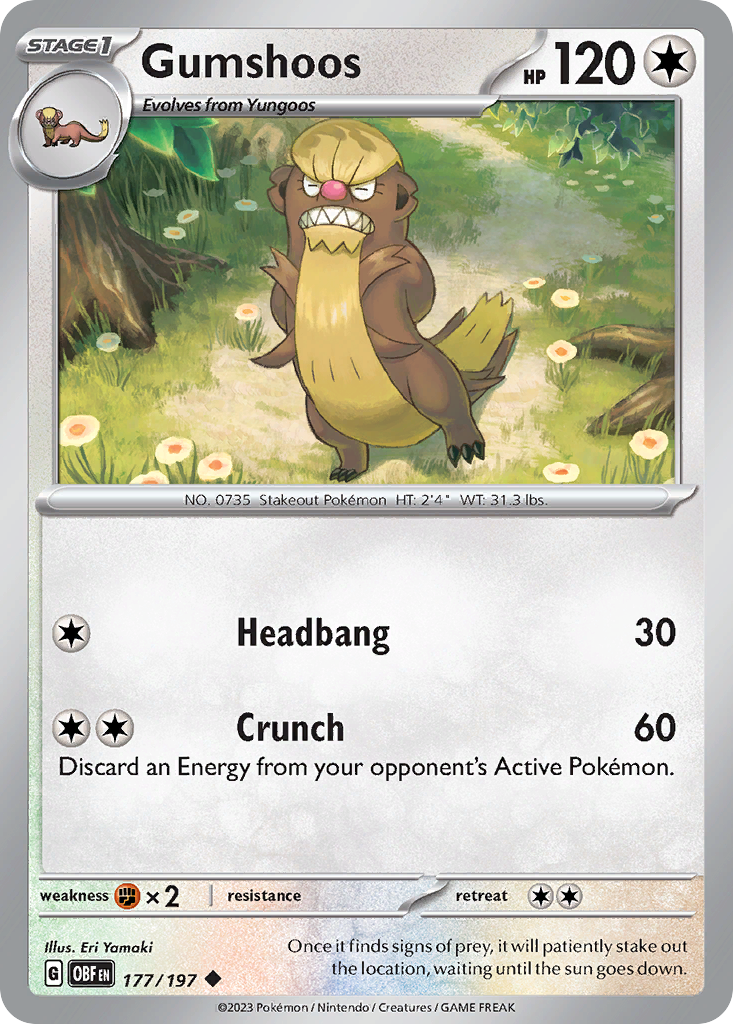 STAGE 1
Gumshoos
HP 120
Evolves from Yungoos
NO. 0735 Stakeout Pokémon HT: 2'4" WT: 31.3 lbs.
Headbang 30
Crunch 60
Discard an Energy from your opponent's Active Pokémon.
weakness ×2 resistance retreat
Illus. Eri Yamaki
Once it finds signs of prey, it will patiently stake out
the location, waiting until the sun goes down.
G OBF EN 177/197
©2023 Pokémon / Nintendo / Creatures / GAME FREAK